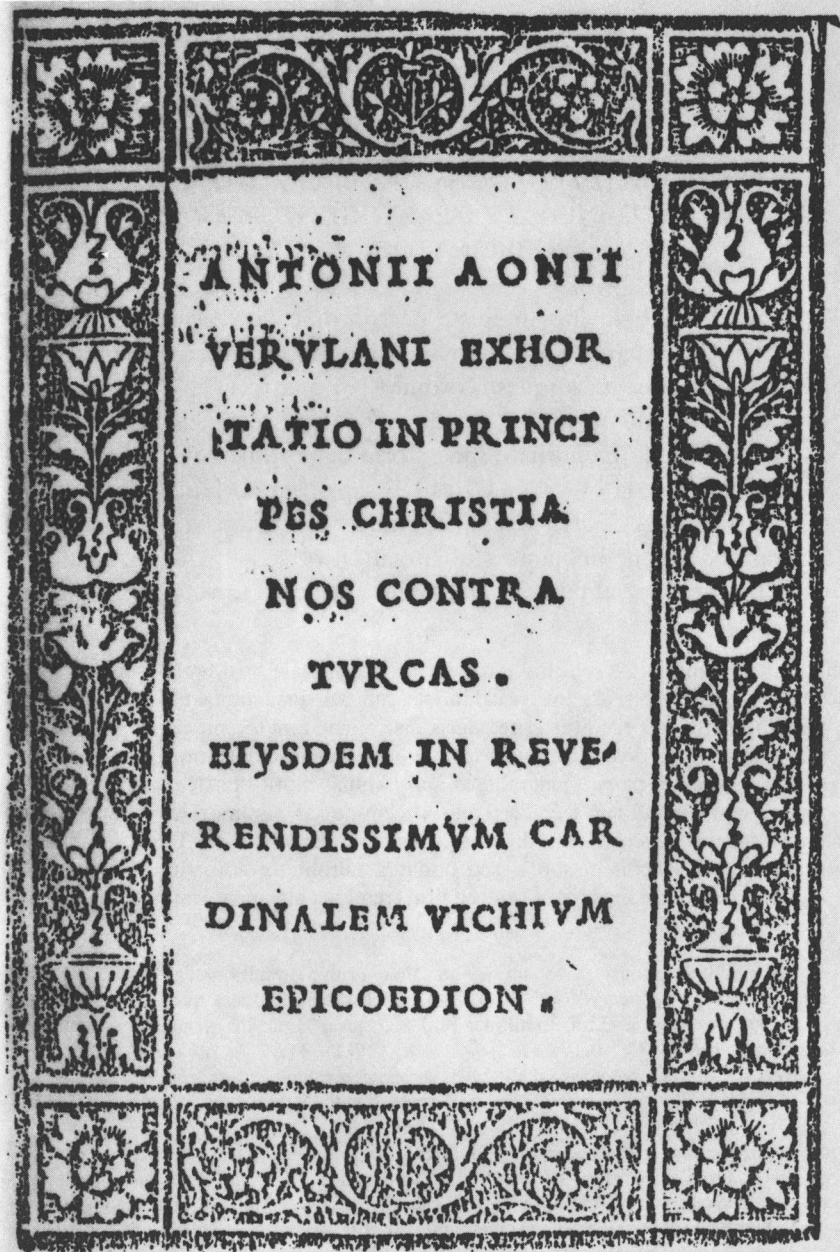 ANTONII AONII
VERVLANI EXHOR
TATIO IN PRINCI
PES CHRISTIA
NOS CONTRA
TVRCAS.
EIVSDEM IN REVE-
RENDISSIMVM CAR
DINALEM VICHIVM
EPICOEDION.